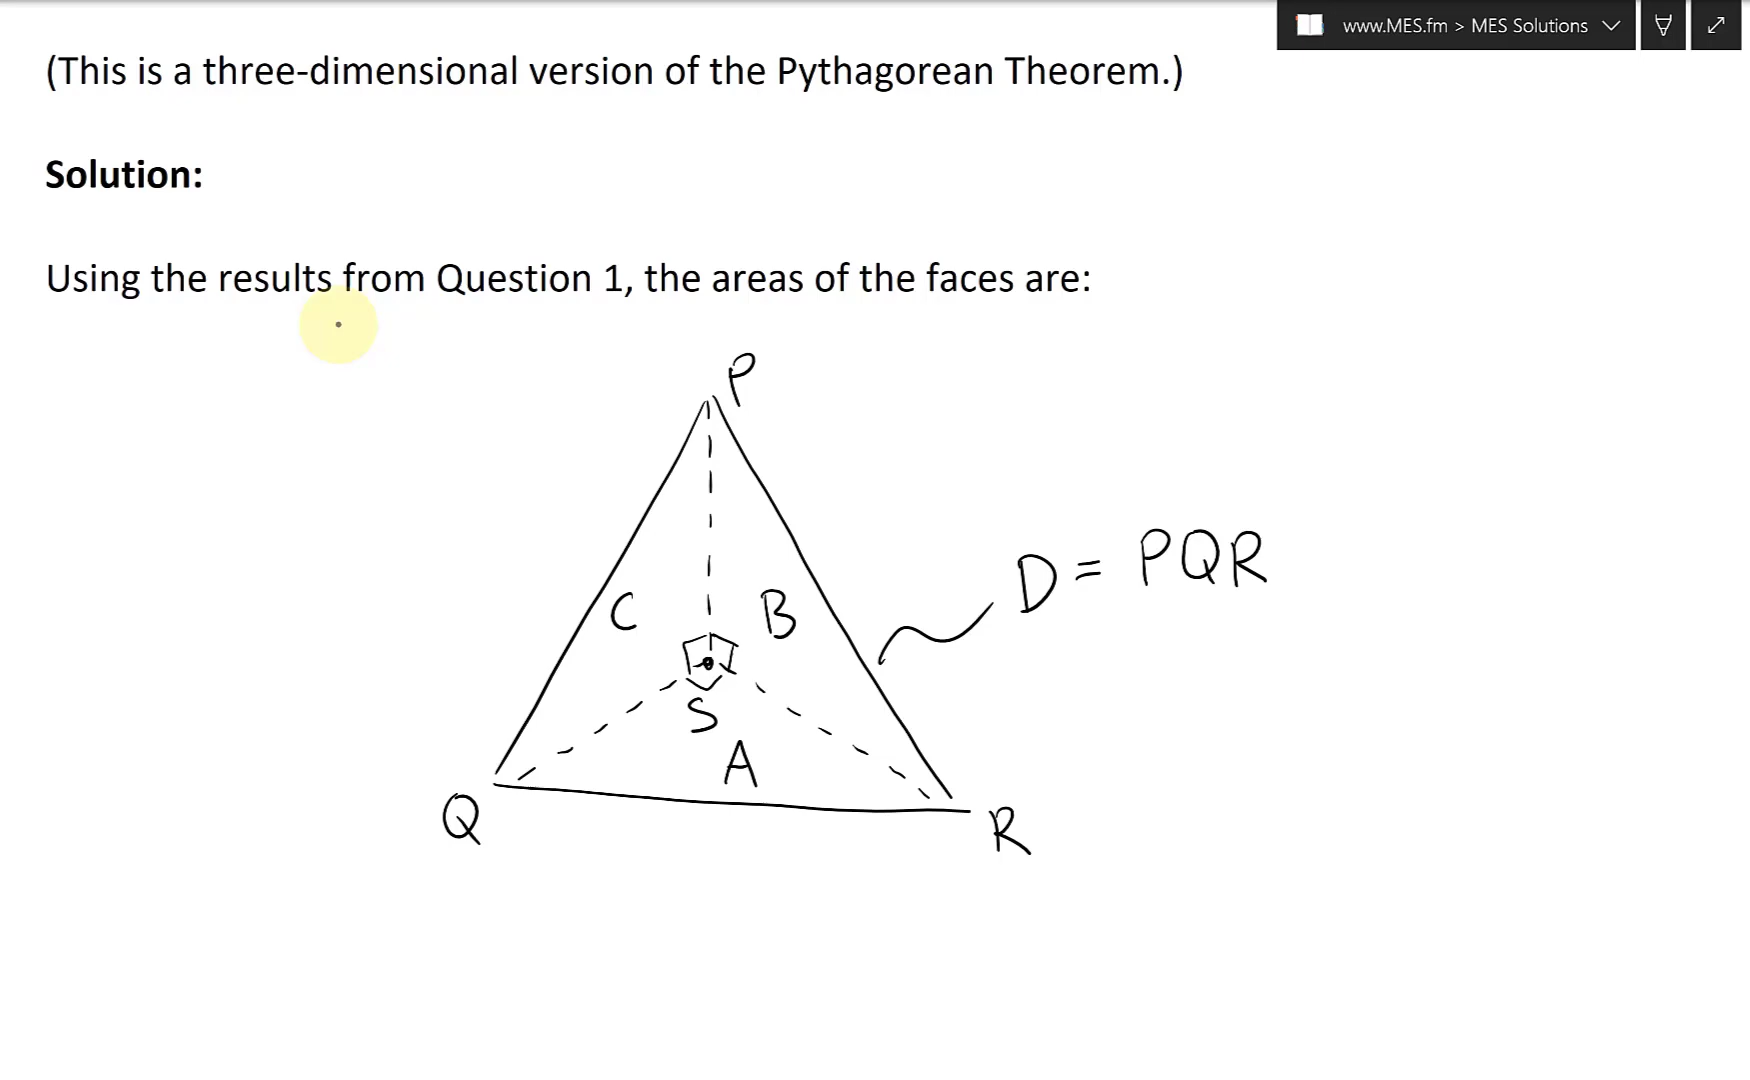 www.MES.fm > MES Solutions
(This is a three-dimensional version of the Pythagorean Theorem.)
Solution:
Using the results from Question 1, the areas of the faces are:
P
D = PQR
C
B
S
A
Q
R